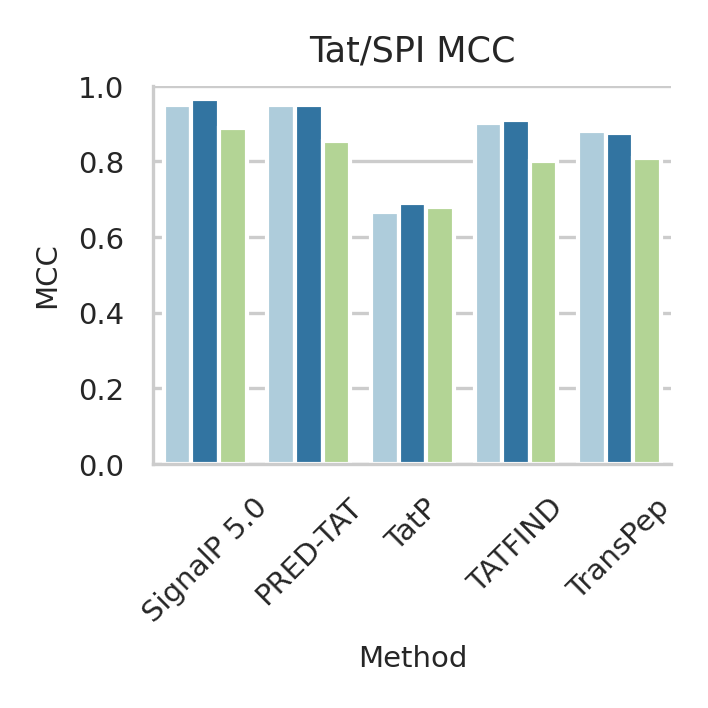 Tat/SPI MCC
1.0
0.8
0.6
0.4
0.2
0.0
MCC
SignalP 5.0
PRED-TAT
TatP
TATFIND
TransPep
Method